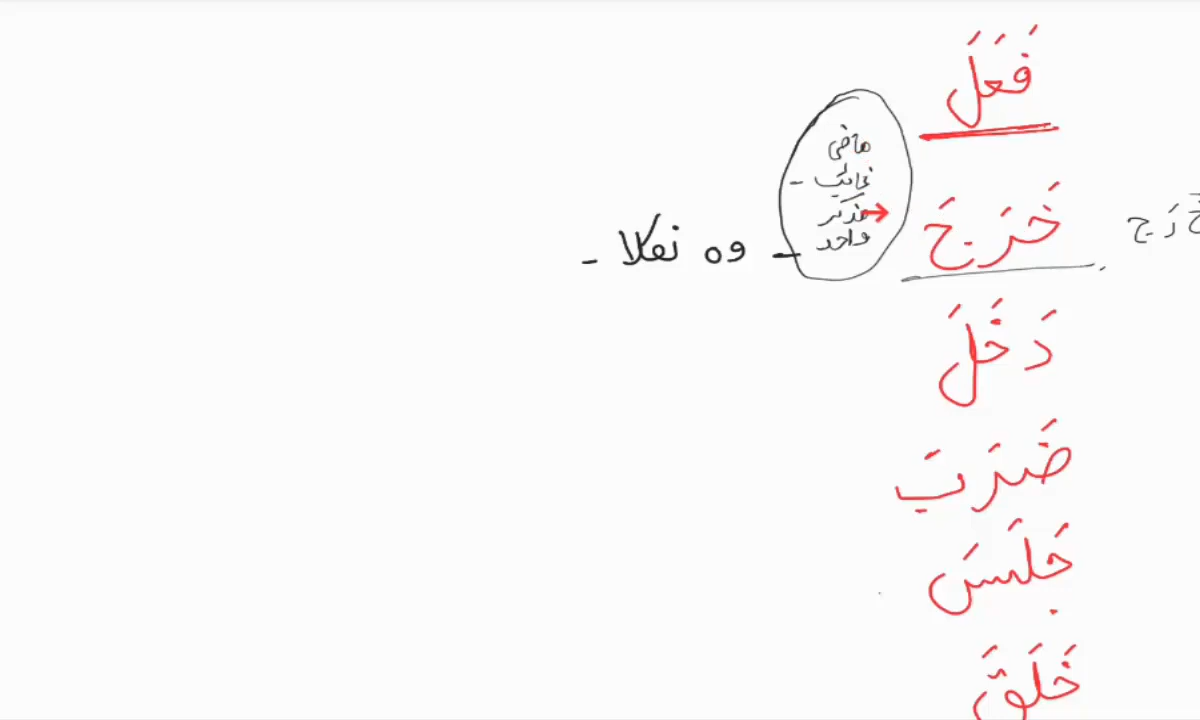 فَعَلَ
ماضی
غائب -
مذکر
واحد
خَرَجَ - وہ نکلا -
خَ رَ ج
دَخَلَ
ضَرَبَ
جَلَسَ
خَلَقَ